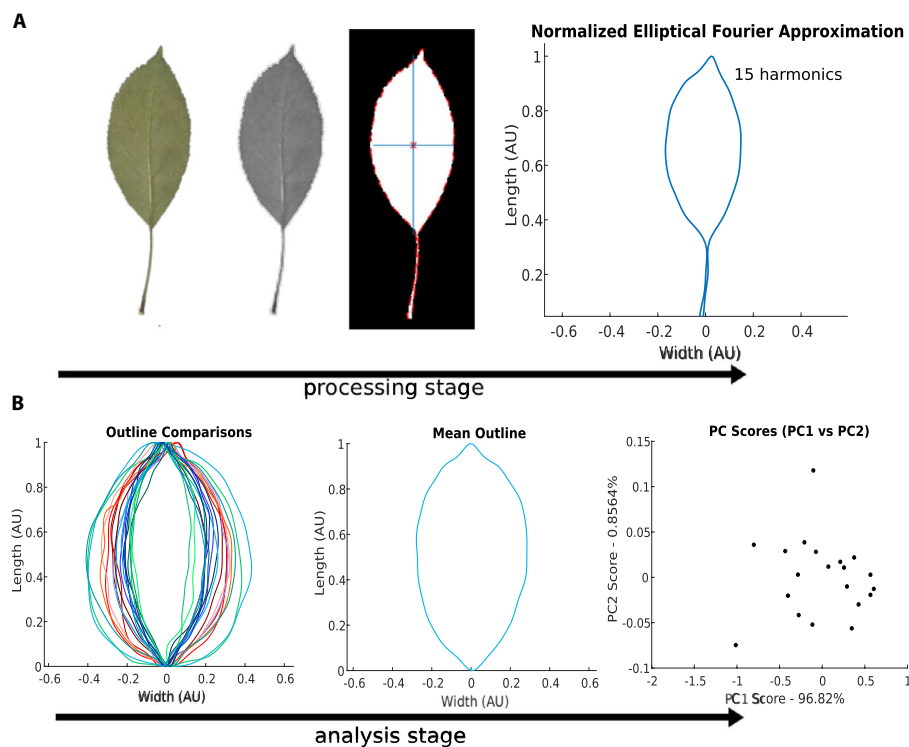 A
Normalized Elliptical Fourier Approximation
15 harmonics
Length (AU)
1
0.8
0.6
0.4
0.2
-0.6 -0.4 -0.2 0 0.2 0.4
Width (AU)
processing stage
B
Outline Comparisons
Length (AU)
1
0.8
0.6
0.4
0.2
0
-0.6 -0.4 -0.2 0 0.2 0.4 0.6
Width (AU)
Mean Outline
Length (AU)
1
0.8
0.6
0.4
0.2
0
-0.6 -0.4 -0.2 0 0.2 0.4 0.6
Width (AU)
PC Scores (PC1 vs PC2)
PC2 Score - 0.8564%
0.15
0.1
0.05
0
-0.05
-0.1
-2 -1.5 -1 -0.5 0 0.5 1
PC1 Score - 96.82%
analysis stage